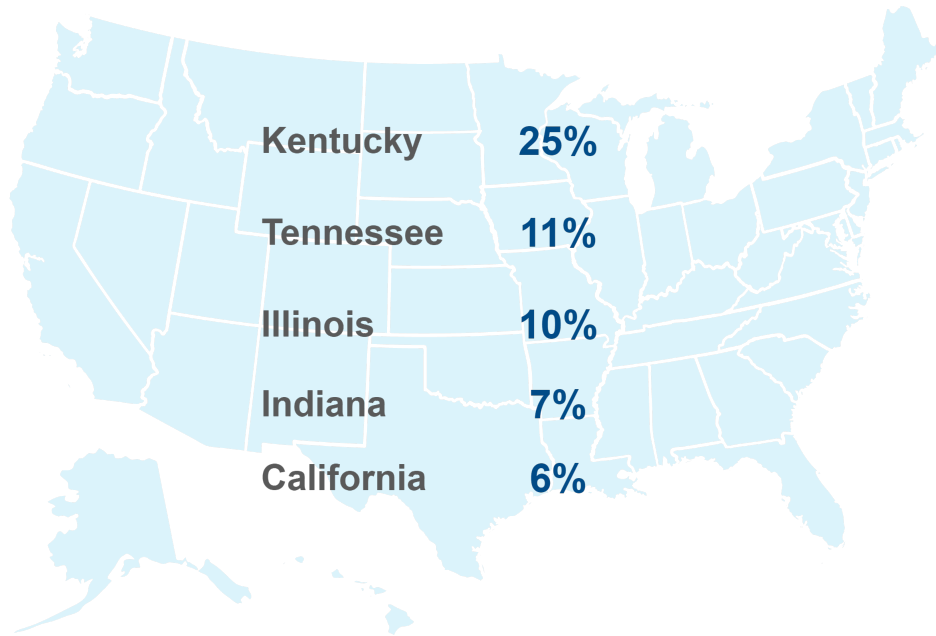 Kentucky 25%
Tennessee 11%
Illinois 10%
Indiana 7%
California 6%